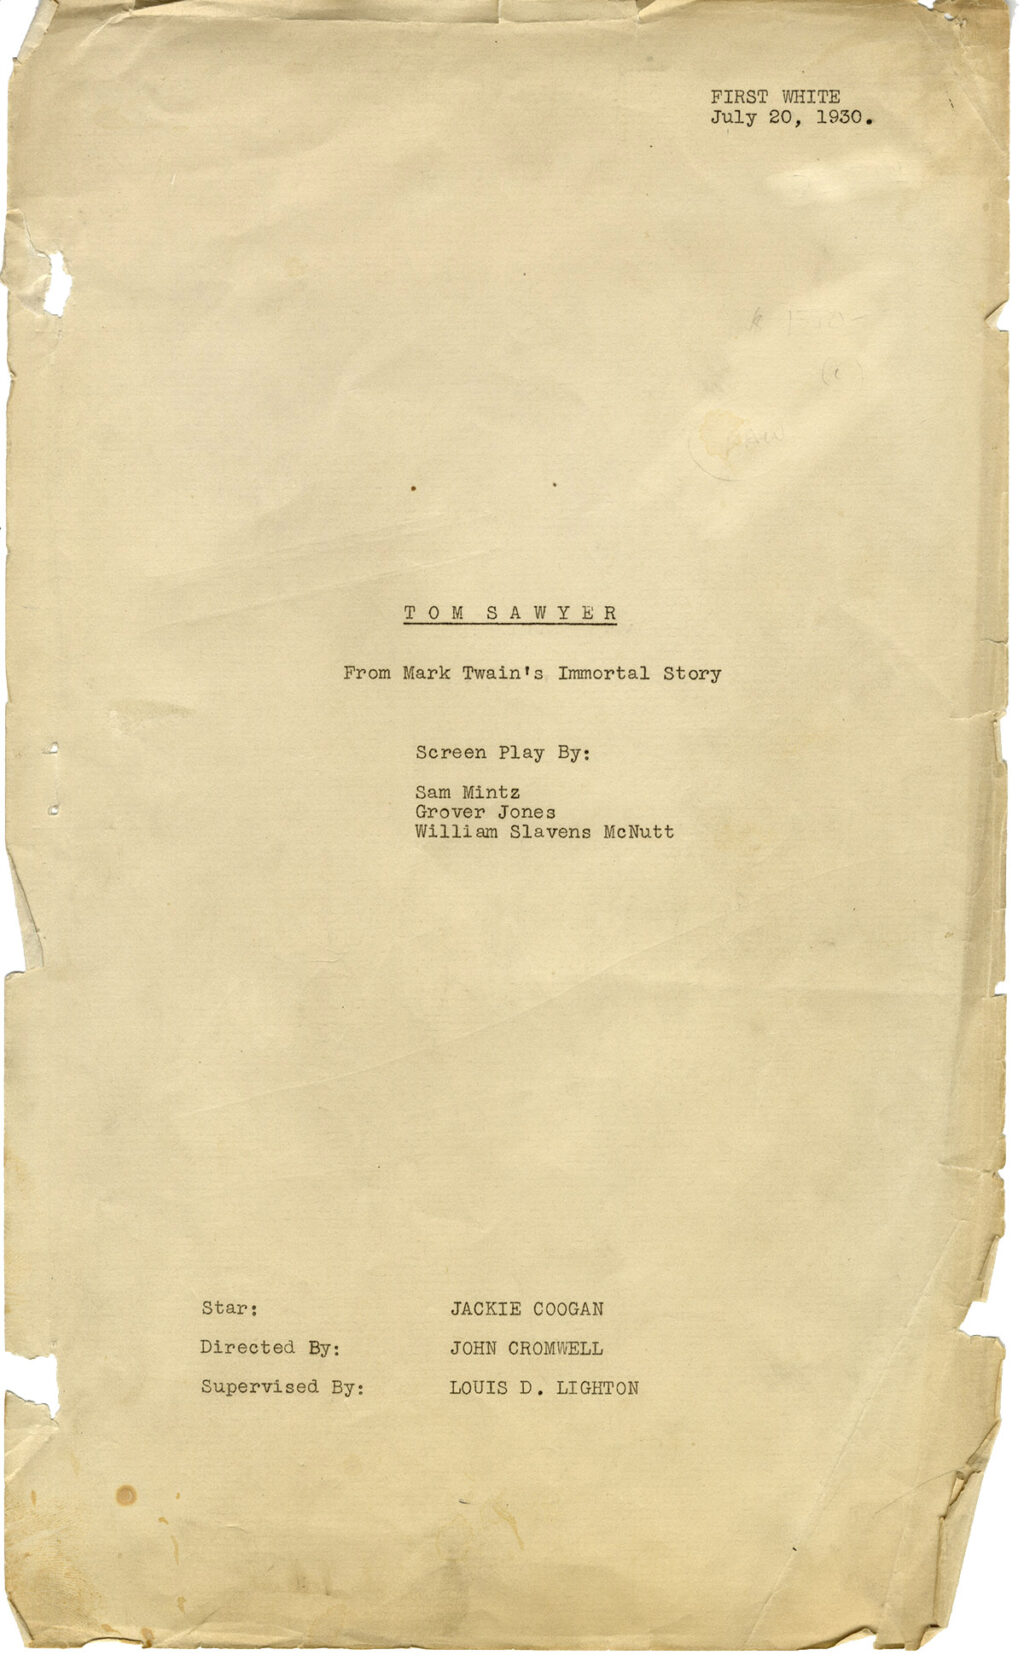 FIRST WHITE
July 20, 1930.
TOM SAWYER
From Mark Twain's Immortal Story
Screen Play By:
Sam Mintz
Grover Jones
William Slavens McNutt
Star: JACKIE COOGAN
Directed By: JOHN CROMWELL
Supervised By: LOUIS D. LIGHTON